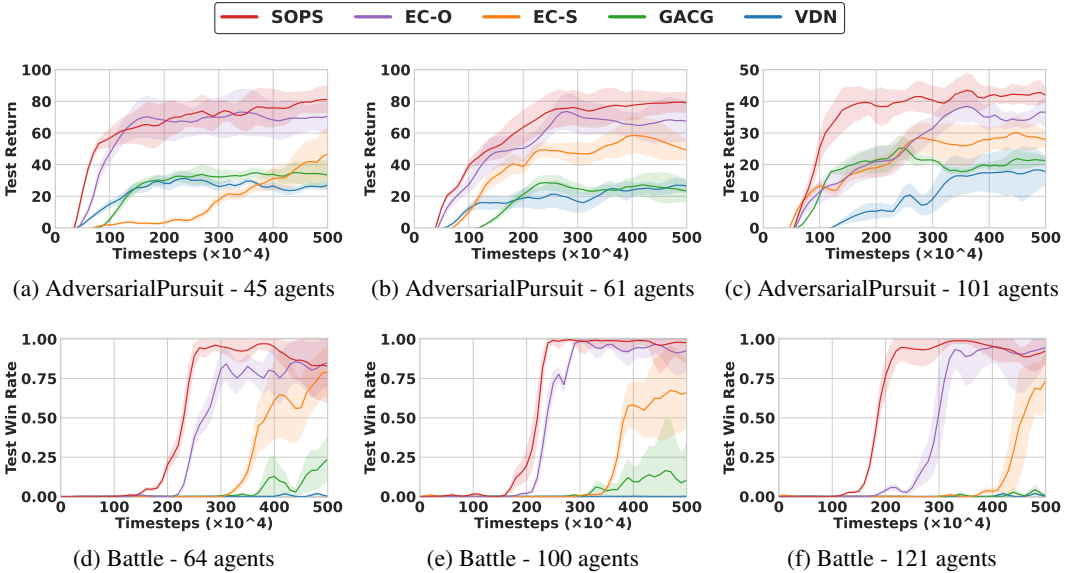 SOPS EC-O EC-S GACG VDN
100 80 60 40 20 0
Test Return
0 100 200 300 400 500
Timesteps (×10^4)
(a) AdversarialPursuit - 45 agents
100 80 60 40 20 0
Test Return
0 100 200 300 400 500
Timesteps (×10^4)
(b) AdversarialPursuit - 61 agents
50 40 30 20 10 0
Test Return
0 100 200 300 400 500
Timesteps (×10^4)
(c) AdversarialPursuit - 101 agents
1.00 0.75 0.50 0.25 0.00
Test Win Rate
0 100 200 300 400 500
Timesteps (×10^4)
(d) Battle - 64 agents
1.00 0.75 0.50 0.25 0.00
Test Win Rate
0 100 200 300 400 500
Timesteps (×10^4)
(e) Battle - 100 agents
1.00 0.75 0.50 0.25 0.00
Test Win Rate
0 100 200 300 400 500
Timesteps (×10^4)
(f) Battle - 121 agents